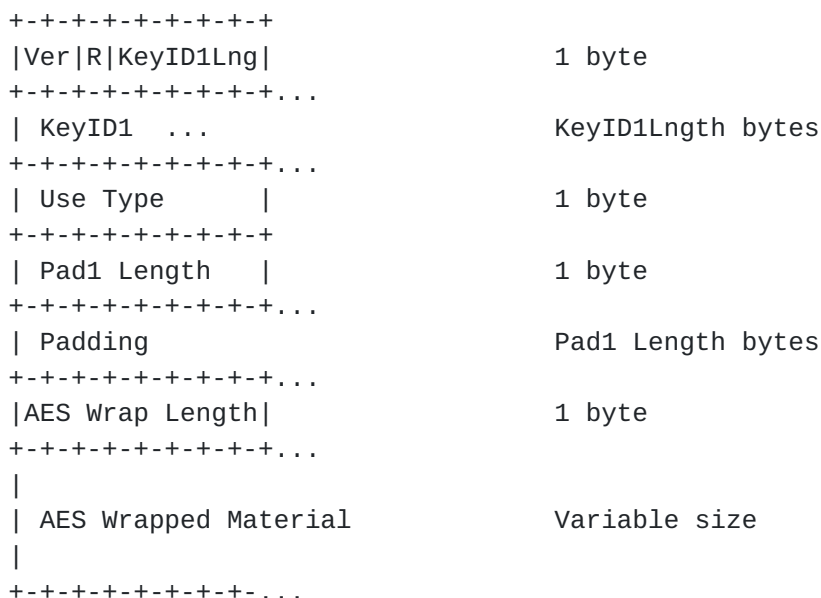 +-+-+-+-+-+-+-+-+
|Ver|R|KeyID1Lng|                  1 byte
+-+-+-+-+-+-+-+-+...
| KeyID1  ...                      KeyID1Lngth bytes
+-+-+-+-+-+-+-+-+...
| Use Type      |                  1 byte
+-+-+-+-+-+-+-+-+
| Pad1 Length   |                  1 byte
+-+-+-+-+-+-+-+-+...
| Padding                          Pad1 Length bytes
+-+-+-+-+-+-+-+-+...
|AES Wrap Length|                  1 byte
+-+-+-+-+-+-+-+-+...
|
| AES Wrapped Material             Variable size
|
+-+-+-+-+-+-+-+-...